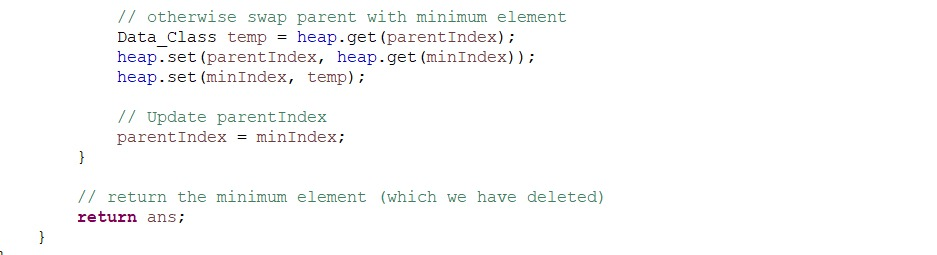 // otherwise swap parent with minimum element
Data_Class temp = heap.get(parentIndex);
heap.set(parentIndex, heap.get(minIndex));
heap.set(minIndex, temp);
// Update parentIndex
parentIndex = minIndex;
}
// return the minimum element (which we have deleted)
return ans;
}